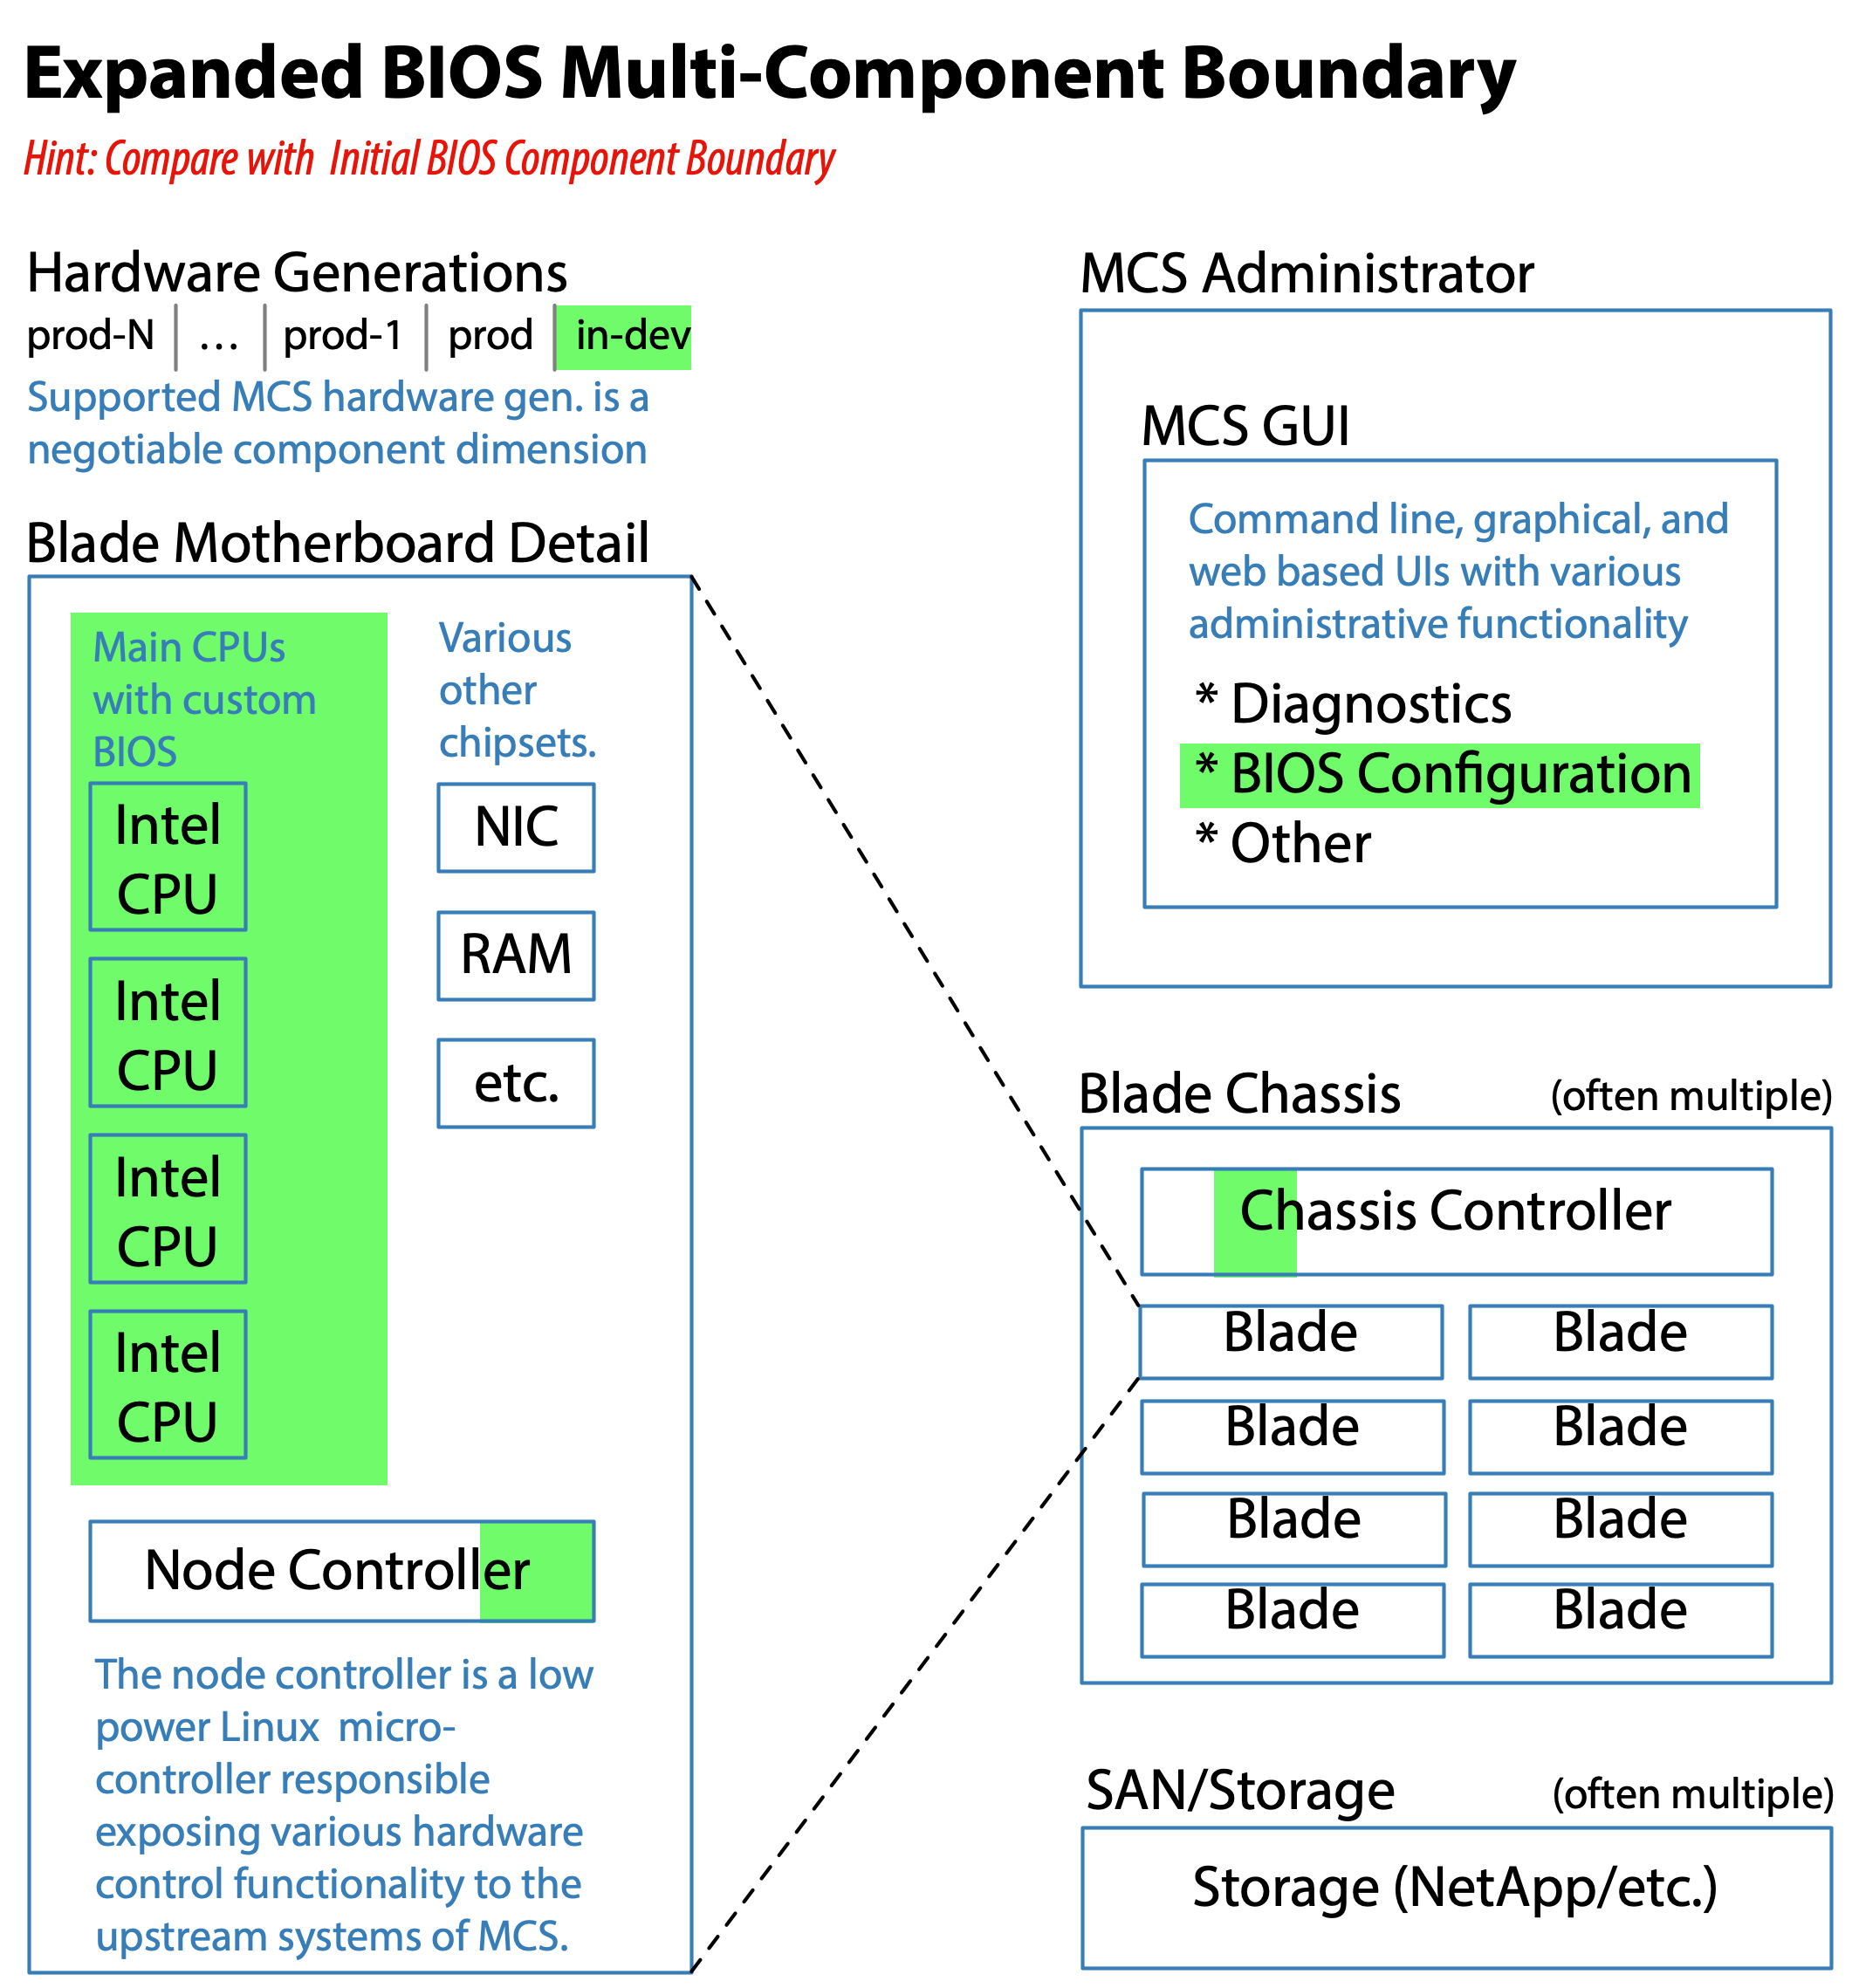 Expanded BIOS Multi-Component Boundary
Hint: Compare with Initial BIOS Component Boundary
Hardware Generations
prod-N
...
prod-1
prod
in-dev
Supported MCS hardware gen. is a
negotiable component dimension
Blade Motherboard Detail
Main CPUs
with custom
BIOS
Intel
CPU
Intel
CPU
Intel
CPU
Intel
CPU
Various
other
chipsets.
NIC
RAM
etc.
Node Controller
The node controller is a low
power Linux micro-
controller responsible
exposing various hardware
control functionality to the
upstream systems of MCS.
MCS Administrator
MCS GUI
Command line, graphical, and
web based UIs with various
administrative functionality
* Diagnostics
* BIOS Configuration
* Other
Blade Chassis (often multiple)
Chassis Controller
Blade Blade
Blade Blade
Blade Blade
Blade Blade
SAN/Storage (often multiple)
Storage (NetApp/etc.)